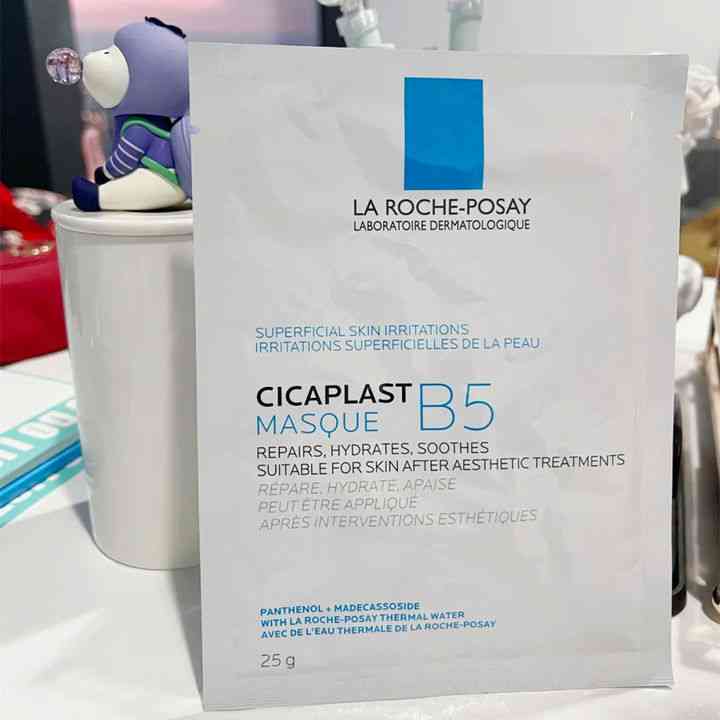 LA ROCHE-POSAY
LABORATOIRE DERMATOLOGIQUE
SUPERFICIAL SKIN IRRITATIONS
IRRITATIONS SUPERFICIELLES DE LA PEAU
CICAPLAST B5
MASQUE
REPAIRS, HYDRATES, SOOTHES
SUITABLE FOR SKIN AFTER AESTHETIC TREATMENTS
RÉPARE, HYDRATE, APAISE
PEUT ÊTRE APPLIQUÉ
APRÈS INTERVENTIONS ESTHÉTIQUES
PANTHENOL + MADECASSOSIDE
WITH LA ROCHE-POSAY THERMAL WATER
AVEC DE L'EAU THERMALE DE LA ROCHE-POSAY
25 g